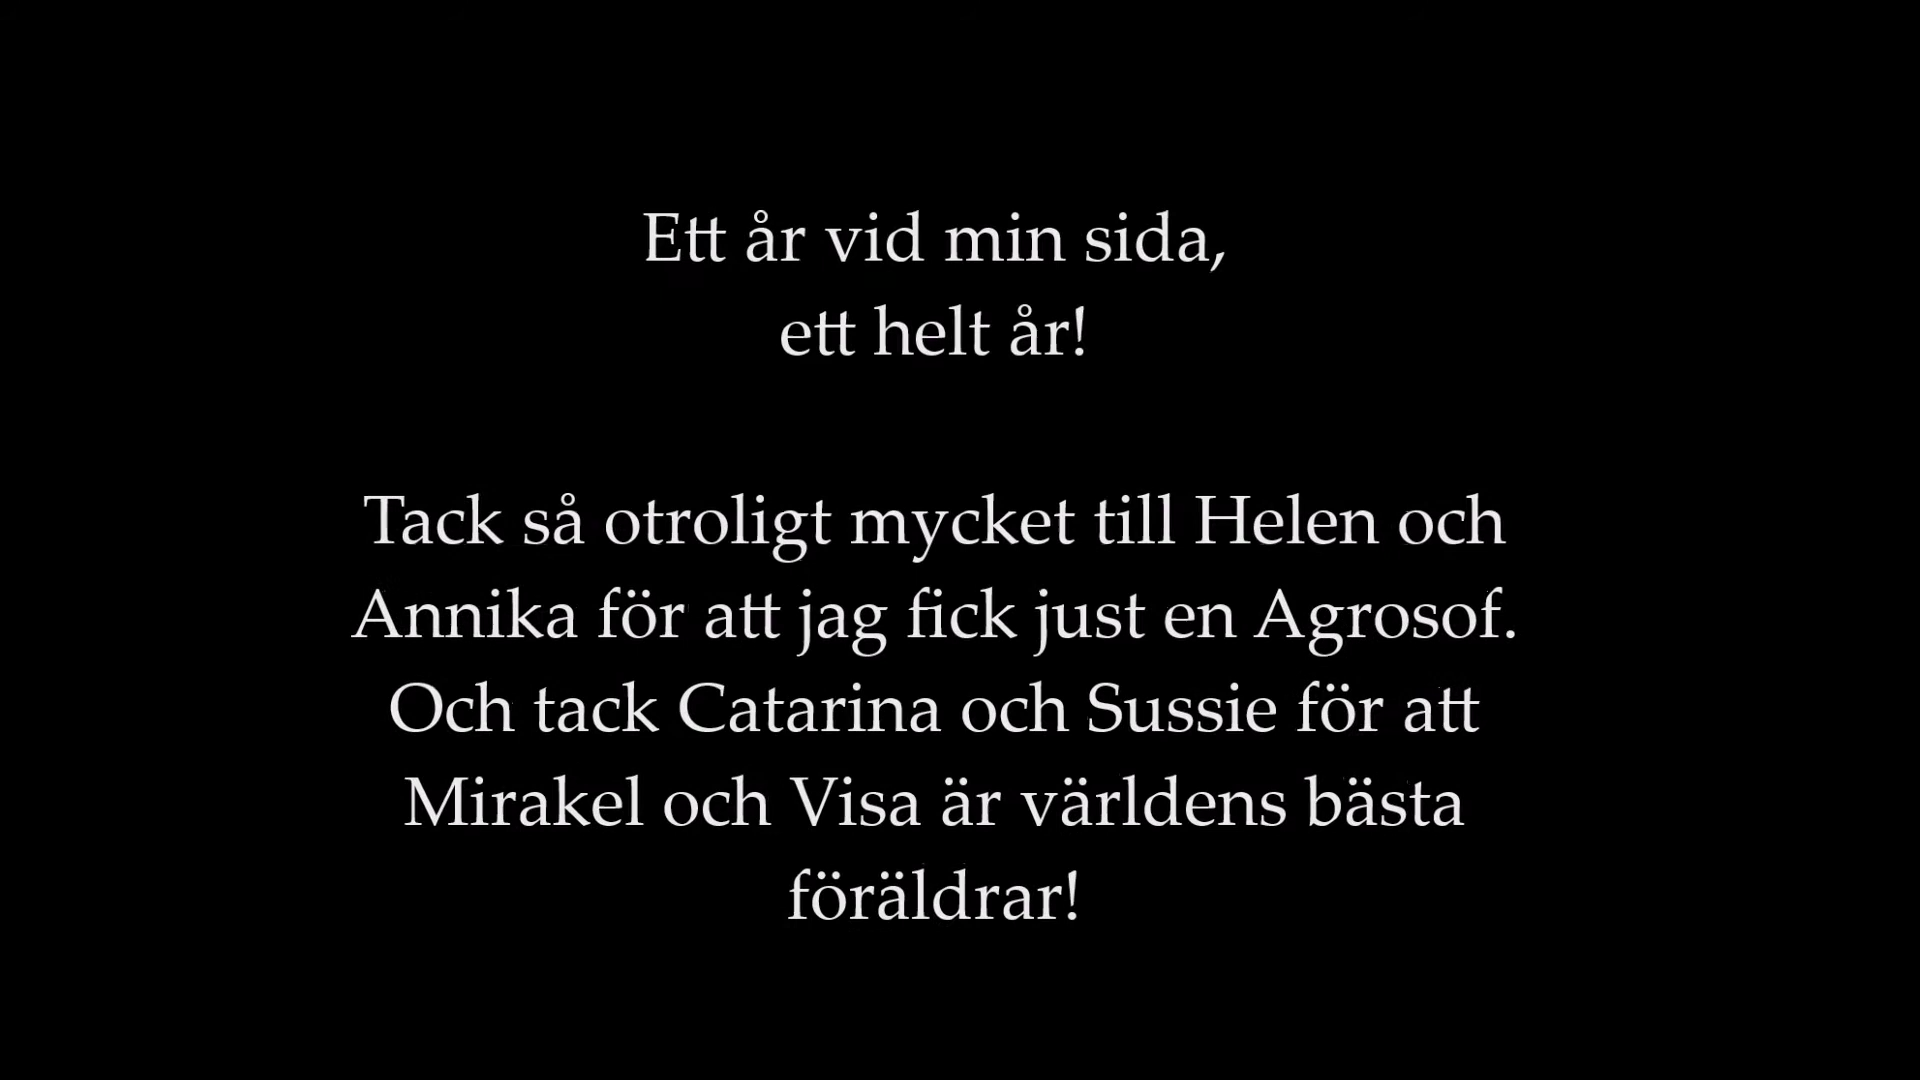 Ett år vid min sida,
ett helt år!
Tack så otroligt mycket till Helen och
Annika för att jag fick just en Agrosof.
Och tack Catarina och Sussie för att
Mirakel och Visa är världens bästa
föräldrar!